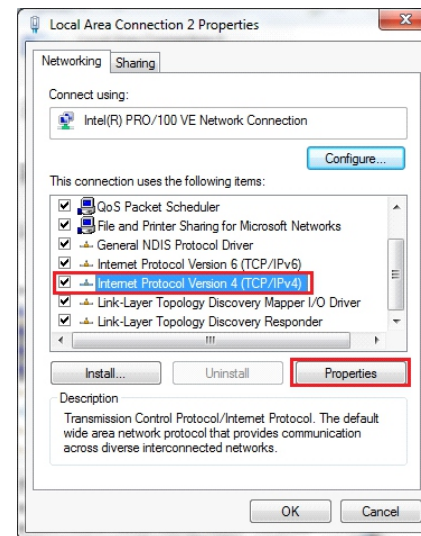 Local Area Connection 2 Properties
Networking Sharing
Connect using:
Intel(R) PRO/100 VE Network Connection
Configure...
This connection uses the following items:
QoS Packet Scheduler
File and Printer Sharing for Microsoft Networks
General NDIS Protocol Driver
Internet Protocol Version 6 (TCP/IPv6)
Internet Protocol Version 4 (TCP/IPv4)
Link-Layer Topology Discovery Mapper I/O Driver
Link-Layer Topology Discovery Responder
Install... Uninstall Properties
Description
Transmission Control Protocol/Internet Protocol. The default
wide area network protocol that provides communication
across diverse interconnected networks.
OK Cancel